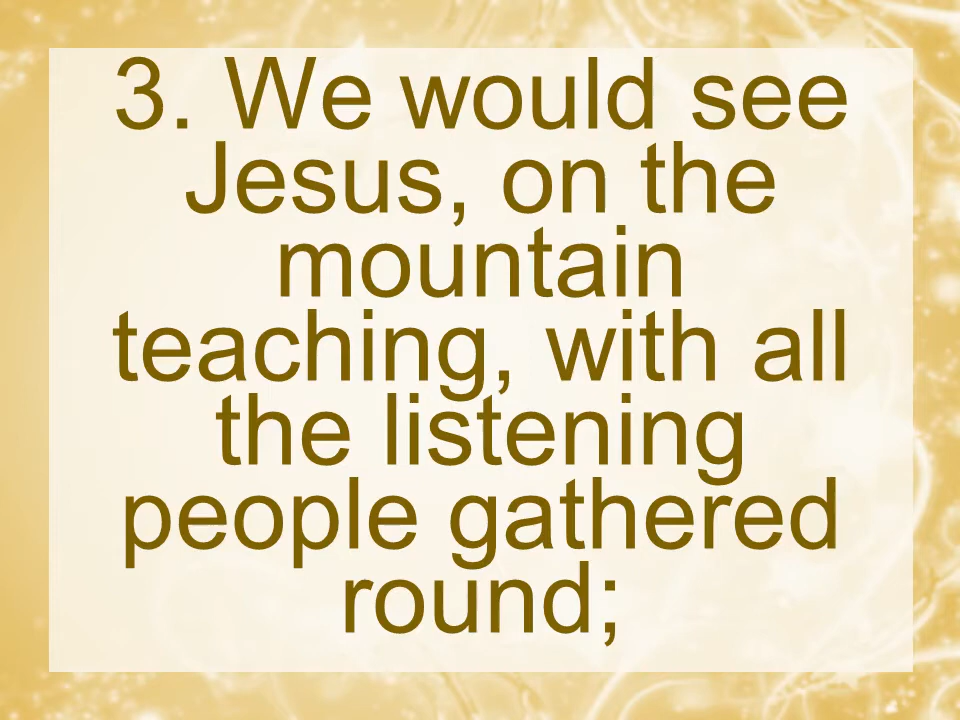 3. We would see
Jesus, on the
mountain
teaching, with all
the listening
people gathered
round;